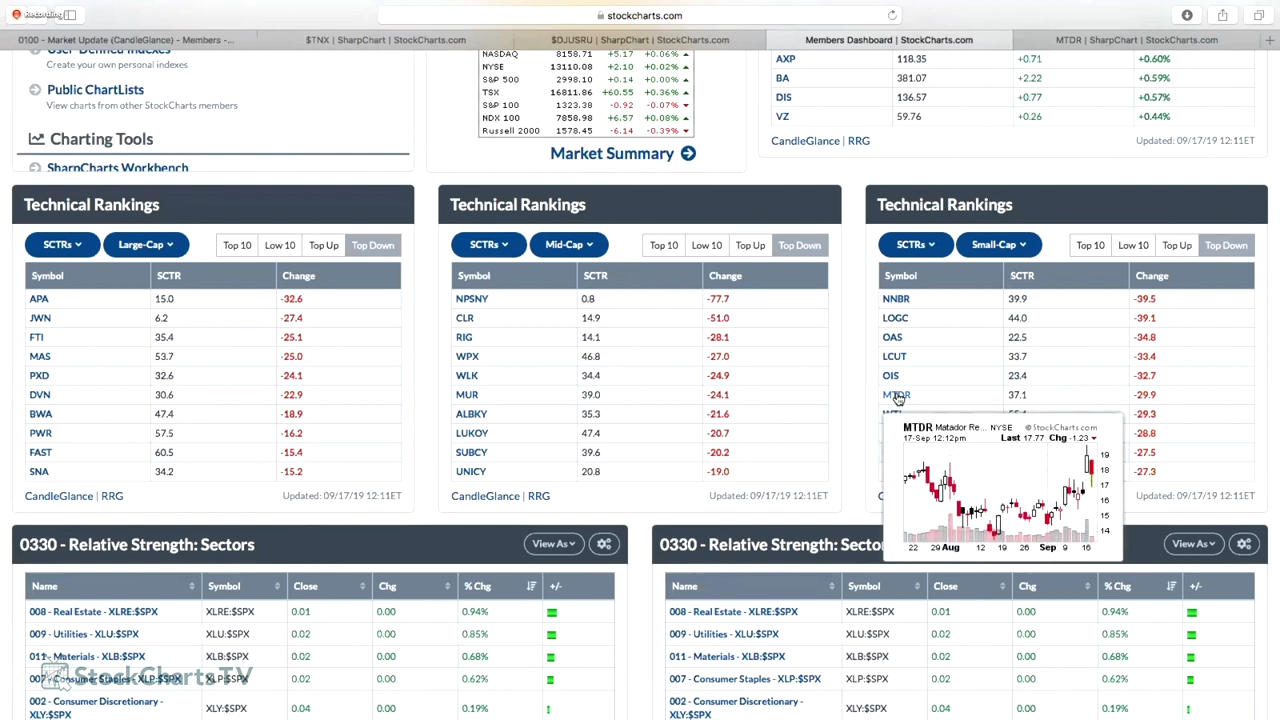 Recording
stockcharts.com
0100 - Market Update (CandleGlance) - Members -...
$TNX | SharpChart | StockCharts.com
$DJUSRU | SharpChart | StockCharts.com
Members Dashboard | StockCharts.com
MTDR | SharpChart | StockCharts.com
User-Defined Indexes
Create your own personal indexes
Public ChartLists
View charts from other StockCharts members
Charting Tools
SharpCharts Workbench
NASDAQ 8158.71 +5.17 +0.06%
NYSE 13110.08 +2.10 +0.02%
S&P 500 2998.10 +0.14 +0.00%
TSX 16811.86 +60.55 +0.36%
S&P 100 1323.38 -0.92 -0.07%
NDX 100 7858.98 +6.57 +0.08%
Russell 2000 1578.45 -6.14 -0.39%
Market Summary
AXP 118.35 +0.71 +0.60%
BA 381.07 +2.22 +0.59%
DIS 136.57 +0.77 +0.57%
VZ 59.76 +0.26 +0.44%
CandleGlance | RRG Updated: 09/17/19 12:11ET
Technical Rankings
SCTRs Large-Cap Top 10 Low 10 Top Up Top Down
Symbol SCTR Change
APA 15.0 -32.6
JWN 6.2 -27.4
FTI 35.4 -25.1
MAS 53.7 -25.0
PXD 32.6 -24.1
DVN 30.6 -22.9
BWA 47.4 -18.9
PWR 57.5 -16.2
FAST 60.5 -15.4
SNA 34.2 -15.2
CandleGlance | RRG Updated: 09/17/19 12:11ET
Technical Rankings
SCTRs Mid-Cap Top 10 Low 10 Top Up Top Down
Symbol SCTR Change
NPSNY 0.8 -77.7
CLR 14.9 -51.0
RIG 14.1 -28.1
WPX 46.8 -27.0
WLK 34.4 -24.9
MUR 39.0 -24.1
ALBKY 35.3 -21.6
LUKOY 47.4 -20.7
SUBCY 39.6 -20.2
UNICY 20.8 -19.0
CandleGlance | RRG Updated: 09/17/19 12:11ET
Technical Rankings
SCTRs Small-Cap Top 10 Low 10 Top Up Top Down
Symbol SCTR Change
NNBR 39.9 -39.5
LOGC 44.0 -39.1
OAS 22.5 -34.8
LCUT 33.7 -33.4
OIS 23.4 -32.7
MTDR 37.1 -29.9
-29.3
-28.8
-27.5
-27.3
Updated: 09/17/19 12:11ET
MTDR Matador Re... NYSE © StockCharts.com
17-Sep 12:12pm Last 17.77 Chg -1.23
19
18
17
16
15
14
22 29 Aug 12 19 26 Sep 9 16
0330 - Relative Strength: Sectors View As
Name Symbol Close Chg % Chg +/-
008 - Real Estate - XLRE:$SPX XLRE:$SPX 0.01 0.00 0.94%
009 - Utilities - XLU:$SPX XLU:$SPX 0.02 0.00 0.85%
011 - Materials - XLB:$SPX XLB:$SPX 0.02 0.00 0.68%
007 - Consumer Staples - XLP:$SPX XLP:$SPX 0.02 0.00 0.62%
002 - Consumer Discretionary - XLY:$SPX XLY:$SPX 0.04 0.00 0.19%
0330 - Relative Strength: Sectors View As
Name Symbol Close Chg % Chg +/-
008 - Real Estate - XLRE:$SPX XLRE:$SPX 0.01 0.00 0.94%
009 - Utilities - XLU:$SPX XLU:$SPX 0.02 0.00 0.85%
011 - Materials - XLB:$SPX XLB:$SPX 0.02 0.00 0.68%
007 - Consumer Staples - XLP:$SPX XLP:$SPX 0.02 0.00 0.62%
002 - Consumer Discretionary - XLY:$SPX XLY:$SPX 0.04 0.00 0.19%
StockCharts TV